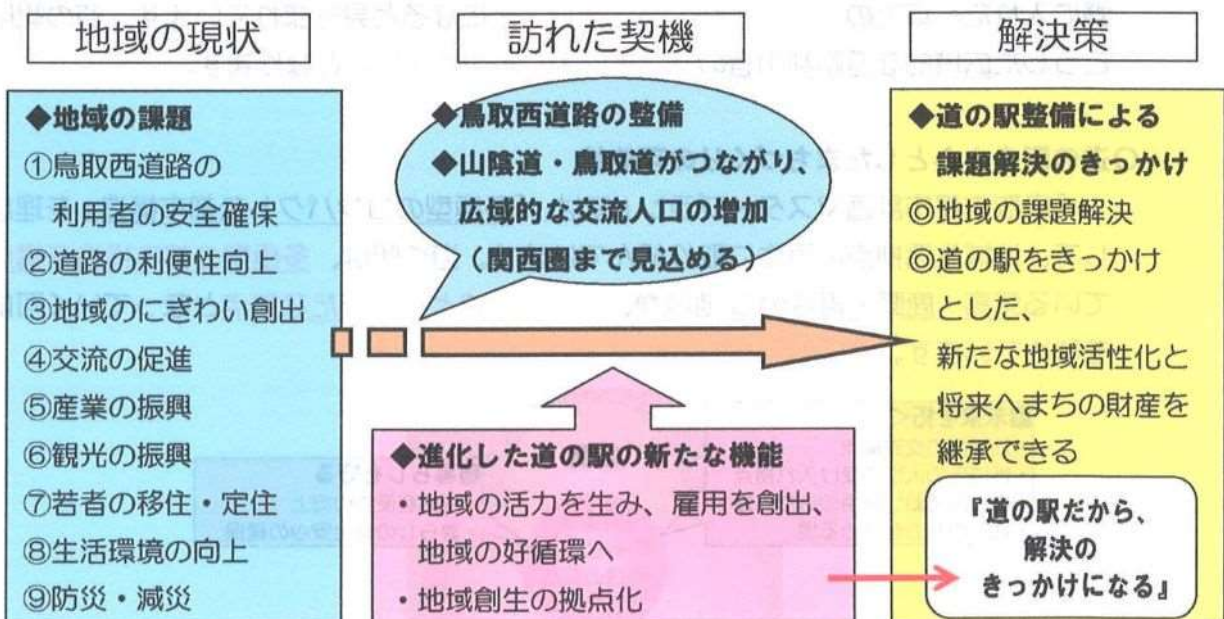 地域の現状
◆地域の課題
①鳥取西道路の
利用者の安全確保
②道路の利便性向上
③地域のにぎわい創出
④交流の促進
⑤産業の振興
⑥観光の振興
⑦若者の移住・定住
⑧生活環境の向上
⑨防災・減災
訪れた契機
◆鳥取西道路の整備
◆山陰道・鳥取道がつながり、
広域的な交流人口の増加
（関西圏まで見込める）
◆進化した道の駅の新たな機能
・地域の活力を生み、雇用を創出、
地域の好循環へ
・地域創生の拠点化
解決策
◆道の駅整備による
課題解決のきっかけ
◎地域の課題解決
◎道の駅をきっかけ
とした、
新たな地域活性化と
将来へまちの財産を
継承できる
『道の駅だから、
解決の
きっかけになる』